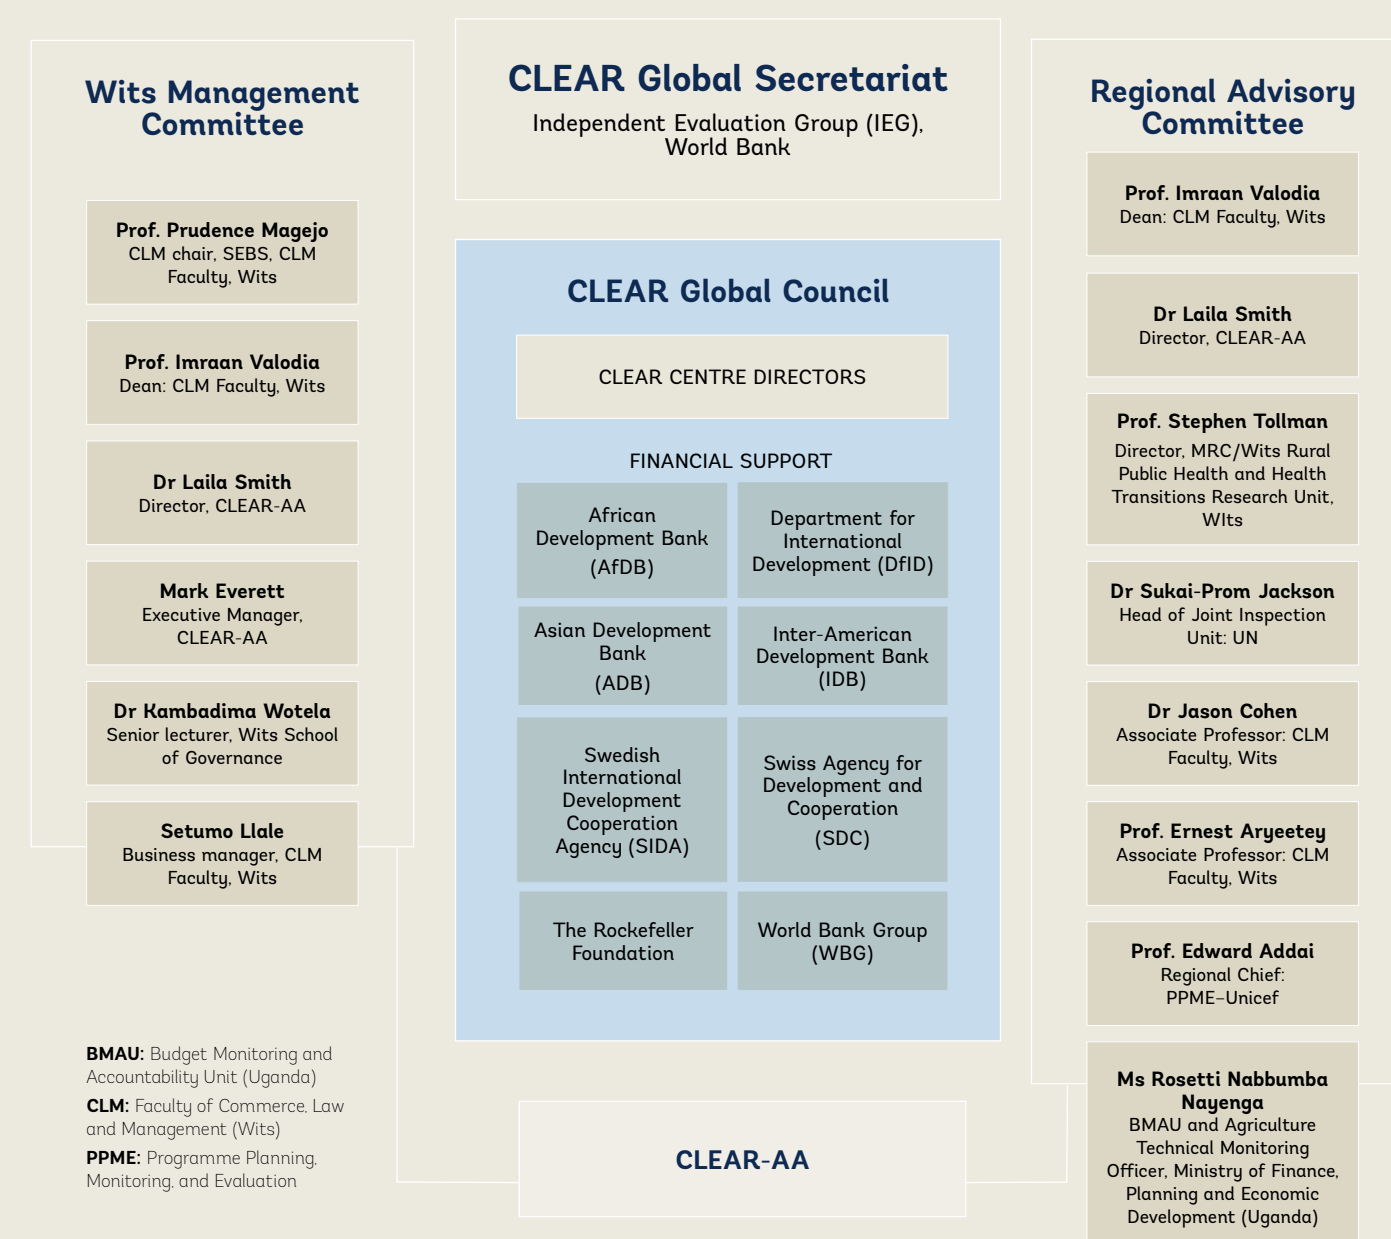 Wits Management
Committee
Prof. Prudence Magejo
CLM chair, SEBS, CLM
Faculty, Wits
Prof. Imraan Valodia
Dean: CLM Faculty, Wits
Dr Laila Smith
Director, CLEAR-AA
Mark Everett
Executive Manager,
CLEAR-AA
Dr Kambadima Wotela
Senior lecturer, Wits School
of Governance
Setumo Llale
Business manager, CLM
Faculty, Wits
BMAU: Budget Monitoring and
Accountability Unit (Uganda)
CLM: Faculty of Commerce, Law
and Management (Wits)
PPME: Programme Planning,
Monitoring, and Evaluation
CLEAR Global Secretariat
Independent Evaluation Group (IEG),
World Bank
CLEAR Global Council
CLEAR CENTRE DIRECTORS
FINANCIAL SUPPORT
African
Development Bank
(AfDB)
Department for
International
Development (DfID)
Asian Development
Bank
(ADB)
Inter-American
Development Bank
(IDB)
Swedish
International
Development
Cooperation
Agency (SIDA)
Swiss Agency for
Development and
Cooperation
(SDC)
The Rockefeller
Foundation
World Bank Group
(WBG)
CLEAR-AA
Regional Advisory
Committee
Prof. Imraan Valodia
Dean: CLM Faculty, Wits
Dr Laila Smith
Director, CLEAR-AA
Prof. Stephen Tollman
Director, MRC/Wits Rural
Public Health and Health
Transitions Research Unit,
WIts
Dr Sukai-Prom Jackson
Head of Joint Inspection
Unit: UN
Dr Jason Cohen
Associate Professor: CLM
Faculty, Wits
Prof. Ernest Aryeetey
Associate Professor: CLM
Faculty, Wits
Prof. Edward Addai
Regional Chief:
PPME–Unicef
Ms Rosetti Nabbumba
Nayenga
BMAU and Agriculture
Technical Monitoring
Officer, Ministry of Finance,
Planning and Economic
Development (Uganda)